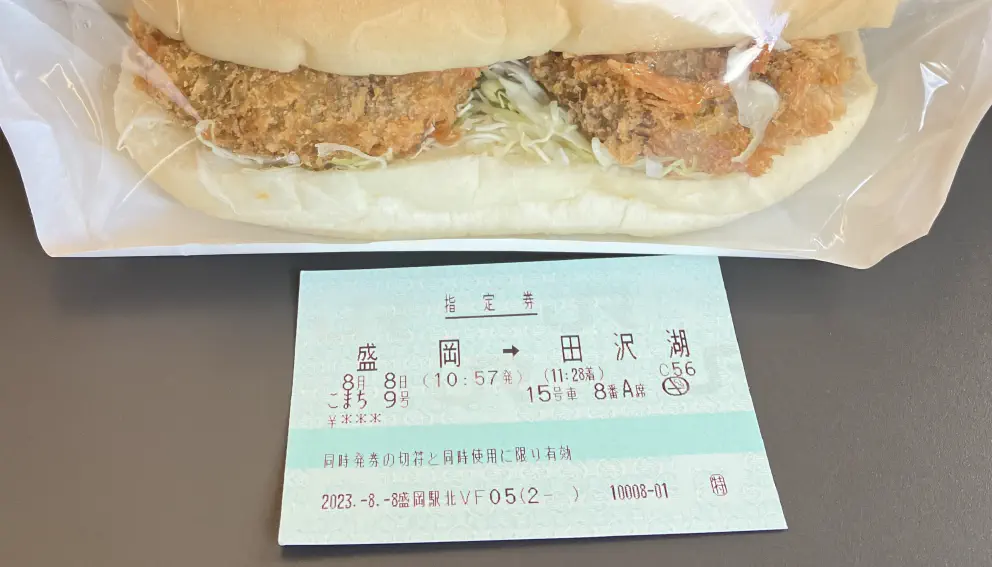 指定券
盛岡 → 田沢湖
8月 8日 (10:57発) (11:28着) C56
こまち 9号 15号車 8番A席
¥***
同時発券の切符と同時使用に限り有効
2023.-8.-8盛岡駅北VF05(2- ) 10008-01 特